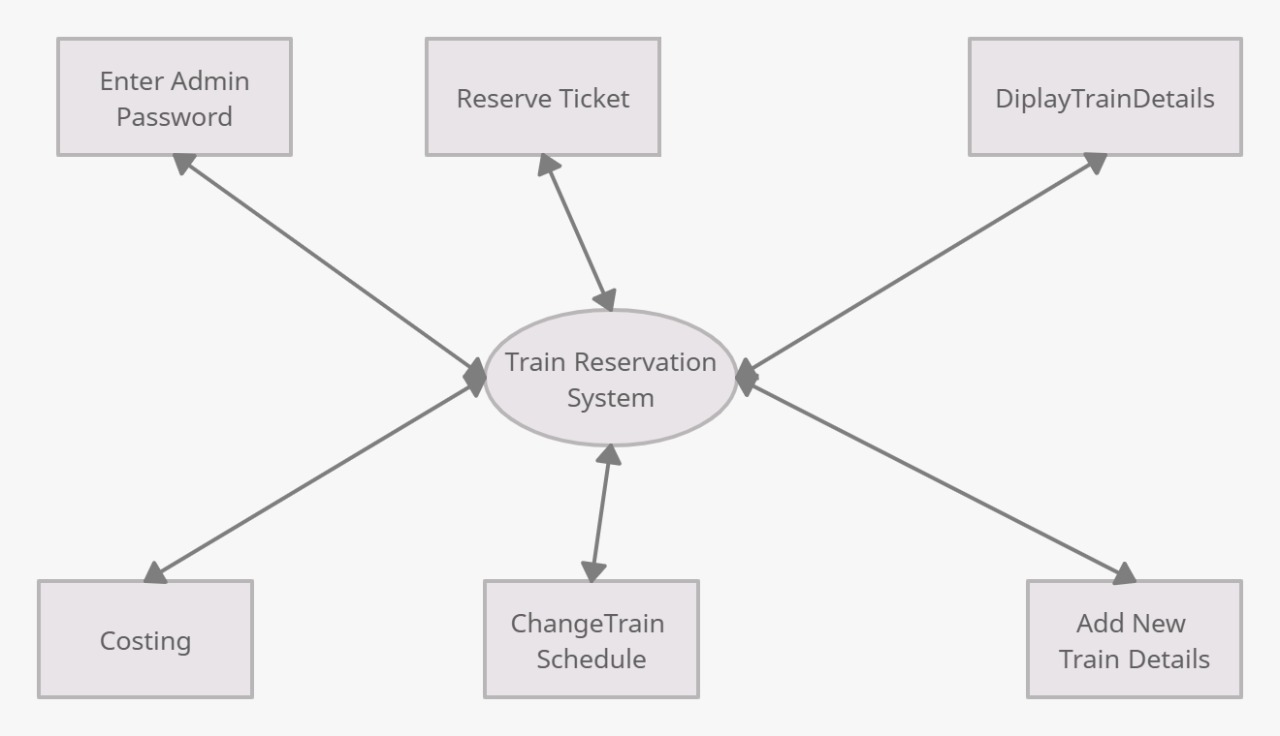 Enter Admin
Password
Reserve Ticket
DiplayTrainDetails
Train Reservation
System
Costing
ChangeTrain
Schedule
Add New
Train Details